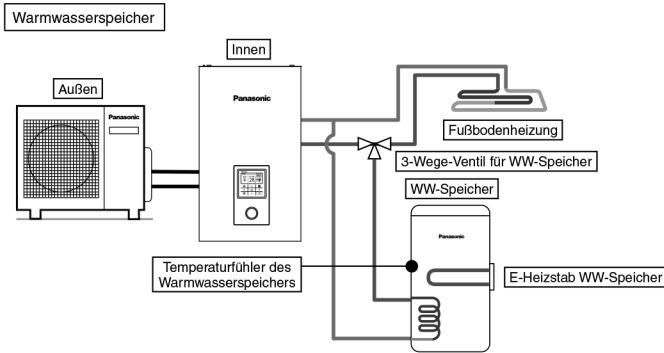 Warmwasserspeicher
Innen
Außen
Panasonic
Panasonic
Fußbodenheizung
3-Wege-Ventil für WW-Speicher
WW-Speicher
Panasonic
Temperaturfühler des
Warmwasserspeichers
E-Heizstab WW-Speicher